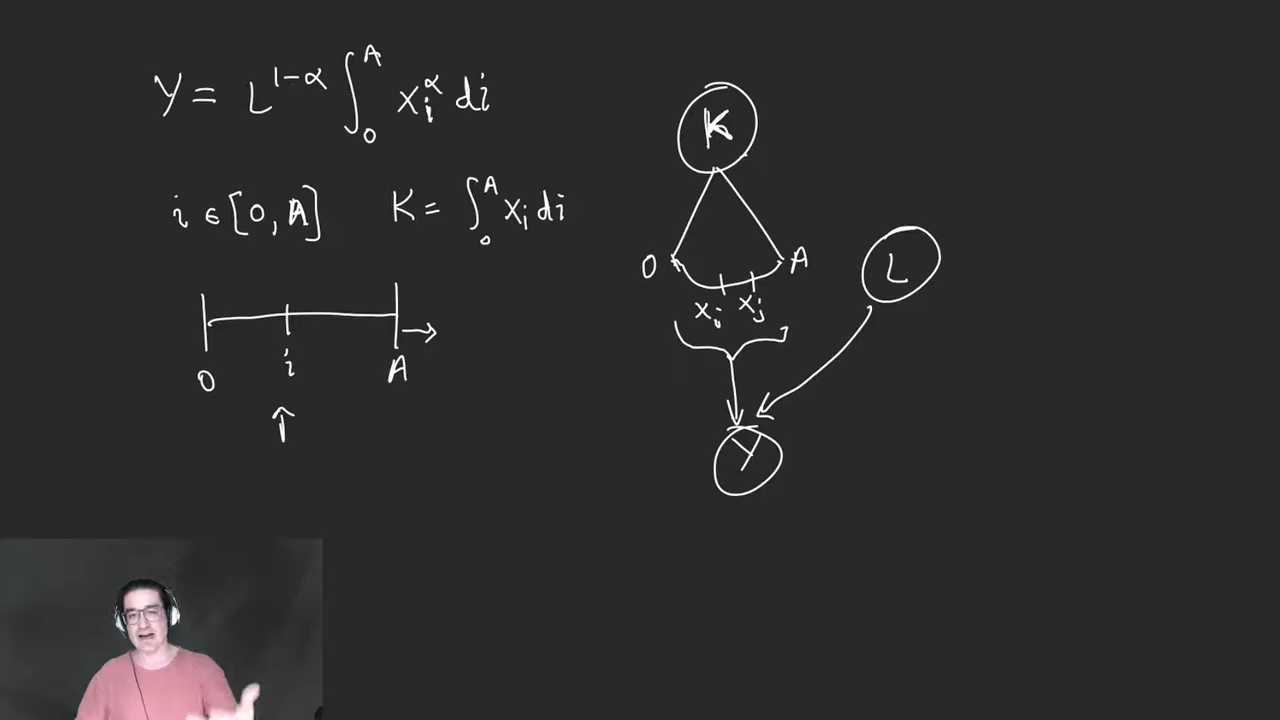 Y = L^{1-α} ∫_0^A x_i^α di
i ∈ [0, A]   K = ∫_0^A x_i di
0 i A →
↑
K
0 A
x_i x_j
L
Y